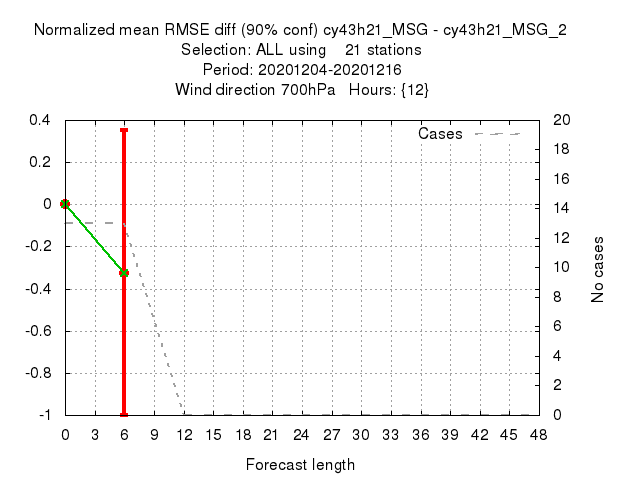 Normalized mean RMSE diff (90% conf) cy43h21_MSG - cy43h21_MSG_2
Selection: ALL using    21 stations
Period: 20201204-20201216
Wind direction 700hPa   Hours: {12}
Cases
0.4
0.2
0
-0.2
-0.4
-0.6
-0.8
-1
20
18
16
14
12
10
8
6
4
2
0
No cases
0 3 6 9 12 15 18 21 24 27 30 33 36 39 42 45 48
Forecast length